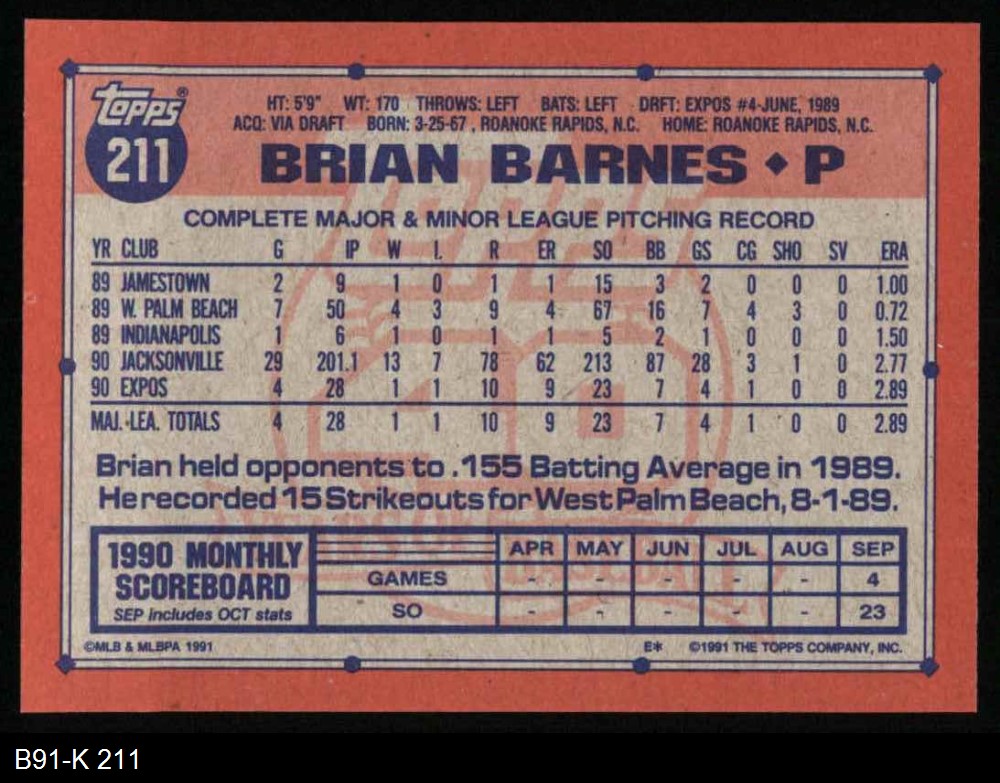 topps®
211
HT: 5'9" WT: 170 THROWS: LEFT BATS: LEFT DRFT: EXPOS #4-JUNE, 1989
ACQ: VIA DRAFT BORN: 3-25-67, ROANOKE RAPIDS, N.C. HOME: ROANOKE RAPIDS, N.C.
BRIAN BARNES ♦ P
COMPLETE MAJOR & MINOR LEAGUE PITCHING RECORD
YR CLUB G IP W L R ER SO BB GS CG SHO SV ERA
89 JAMESTOWN 2 9 1 0 1 1 15 3 2 0 0 0 1.00
89 W. PALM BEACH 7 50 4 3 9 4 67 16 7 4 3 0 0.72
89 INDIANAPOLIS 1 6 1 0 1 1 5 2 1 0 0 0 1.50
90 JACKSONVILLE 29 201.1 13 7 78 62 213 87 28 3 1 0 2.77
90 EXPOS 4 28 1 1 10 9 23 7 4 1 0 0 2.89
MAJ. LEA. TOTALS 4 28 1 1 10 9 23 7 4 1 0 0 2.89
Brian held opponents to .155 Batting Average in 1989.
He recorded 15 Strikeouts for West Palm Beach, 8-1-89.
1990 MONTHLY SCOREBOARD
SEP includes OCT stats
APR MAY JUN JUL AUG SEP
GAMES - - - - - 4
SO - - - - - 23
©MLB & MLBPA 1991 E* ©1991 THE TOPPS COMPANY, INC.
B91-K 211